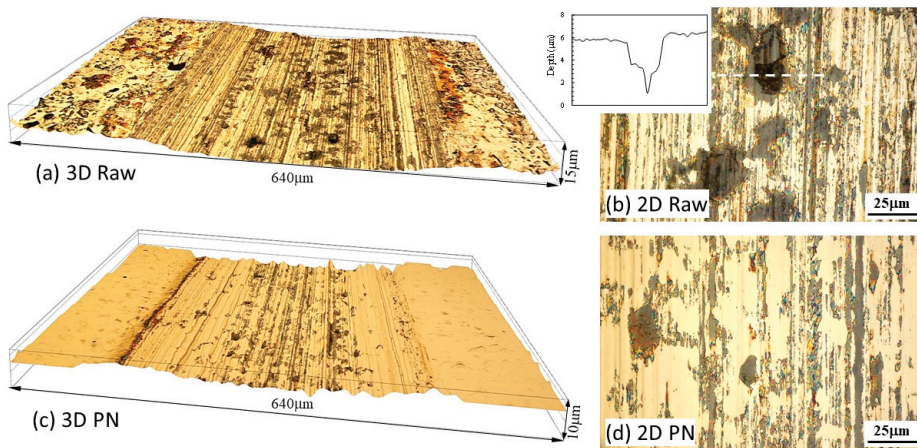 (a) 3D Raw
640μm
15μm
Depth (μm)
8
6
4
2
0
(b) 2D Raw
25μm
(c) 3D PN
640μm
10μm
(d) 2D PN
25μm